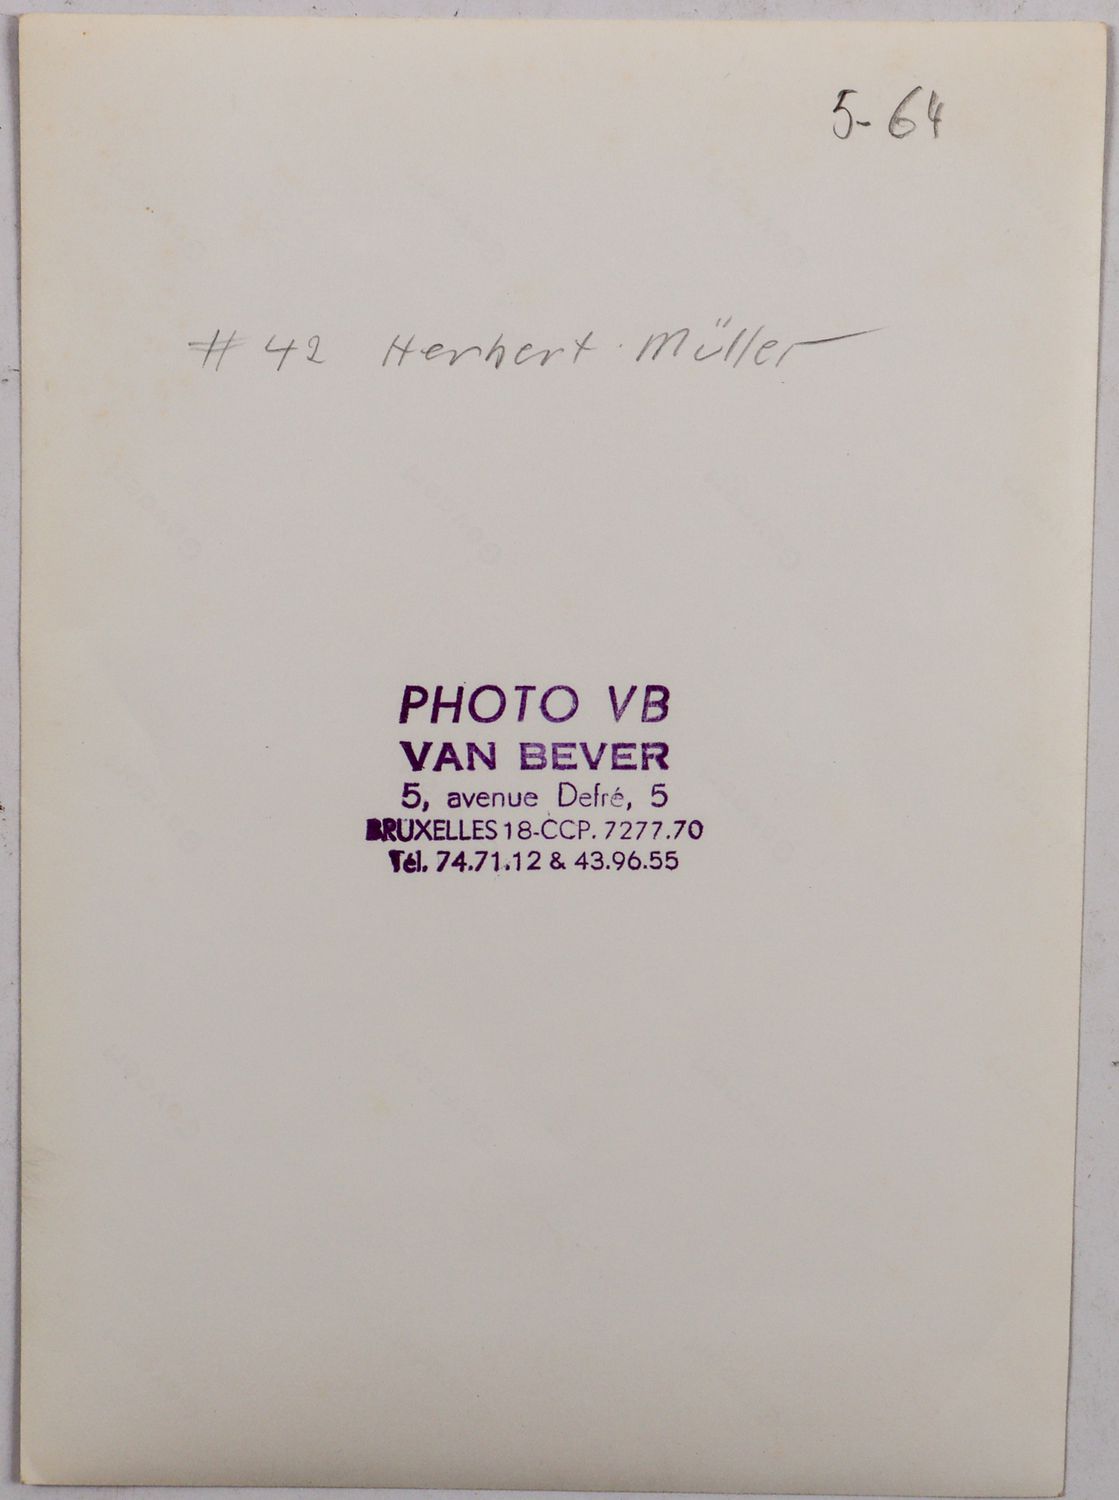 5-64
# 42 Herbert Müller
PHOTO VB
VAN BEVER
5, avenue Defré, 5
BRUXELLES 18-CCP. 7277.70
Tél. 74.71.12 & 43.96.55